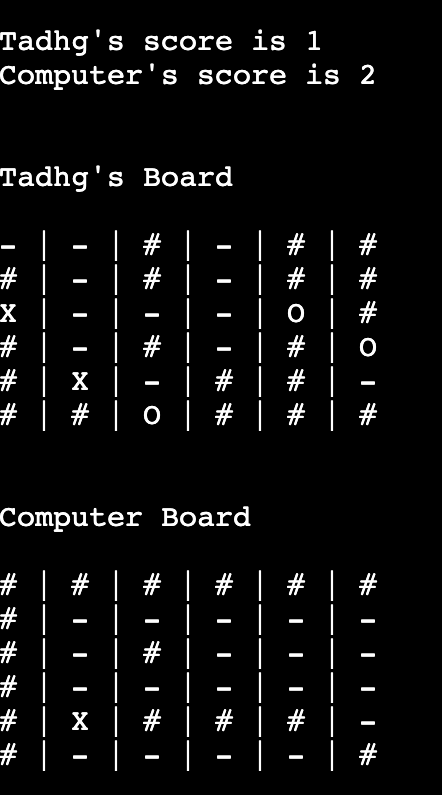 Tadhg's score is 1
Computer's score is 2
Tadhg's Board
- | - | # | - | # | #
# | - | # | - | # | #
X | - | - | - | O | #
# | - | # | - | # | O
# | X | - | # | # | -
# | # | O | # | # | #
Computer Board
# | # | # | # | # | #
# | - | - | - | - | -
# | - | # | - | - | -
# | - | - | - | - | -
# | X | # | # | # | -
# | - | - | - | - | #